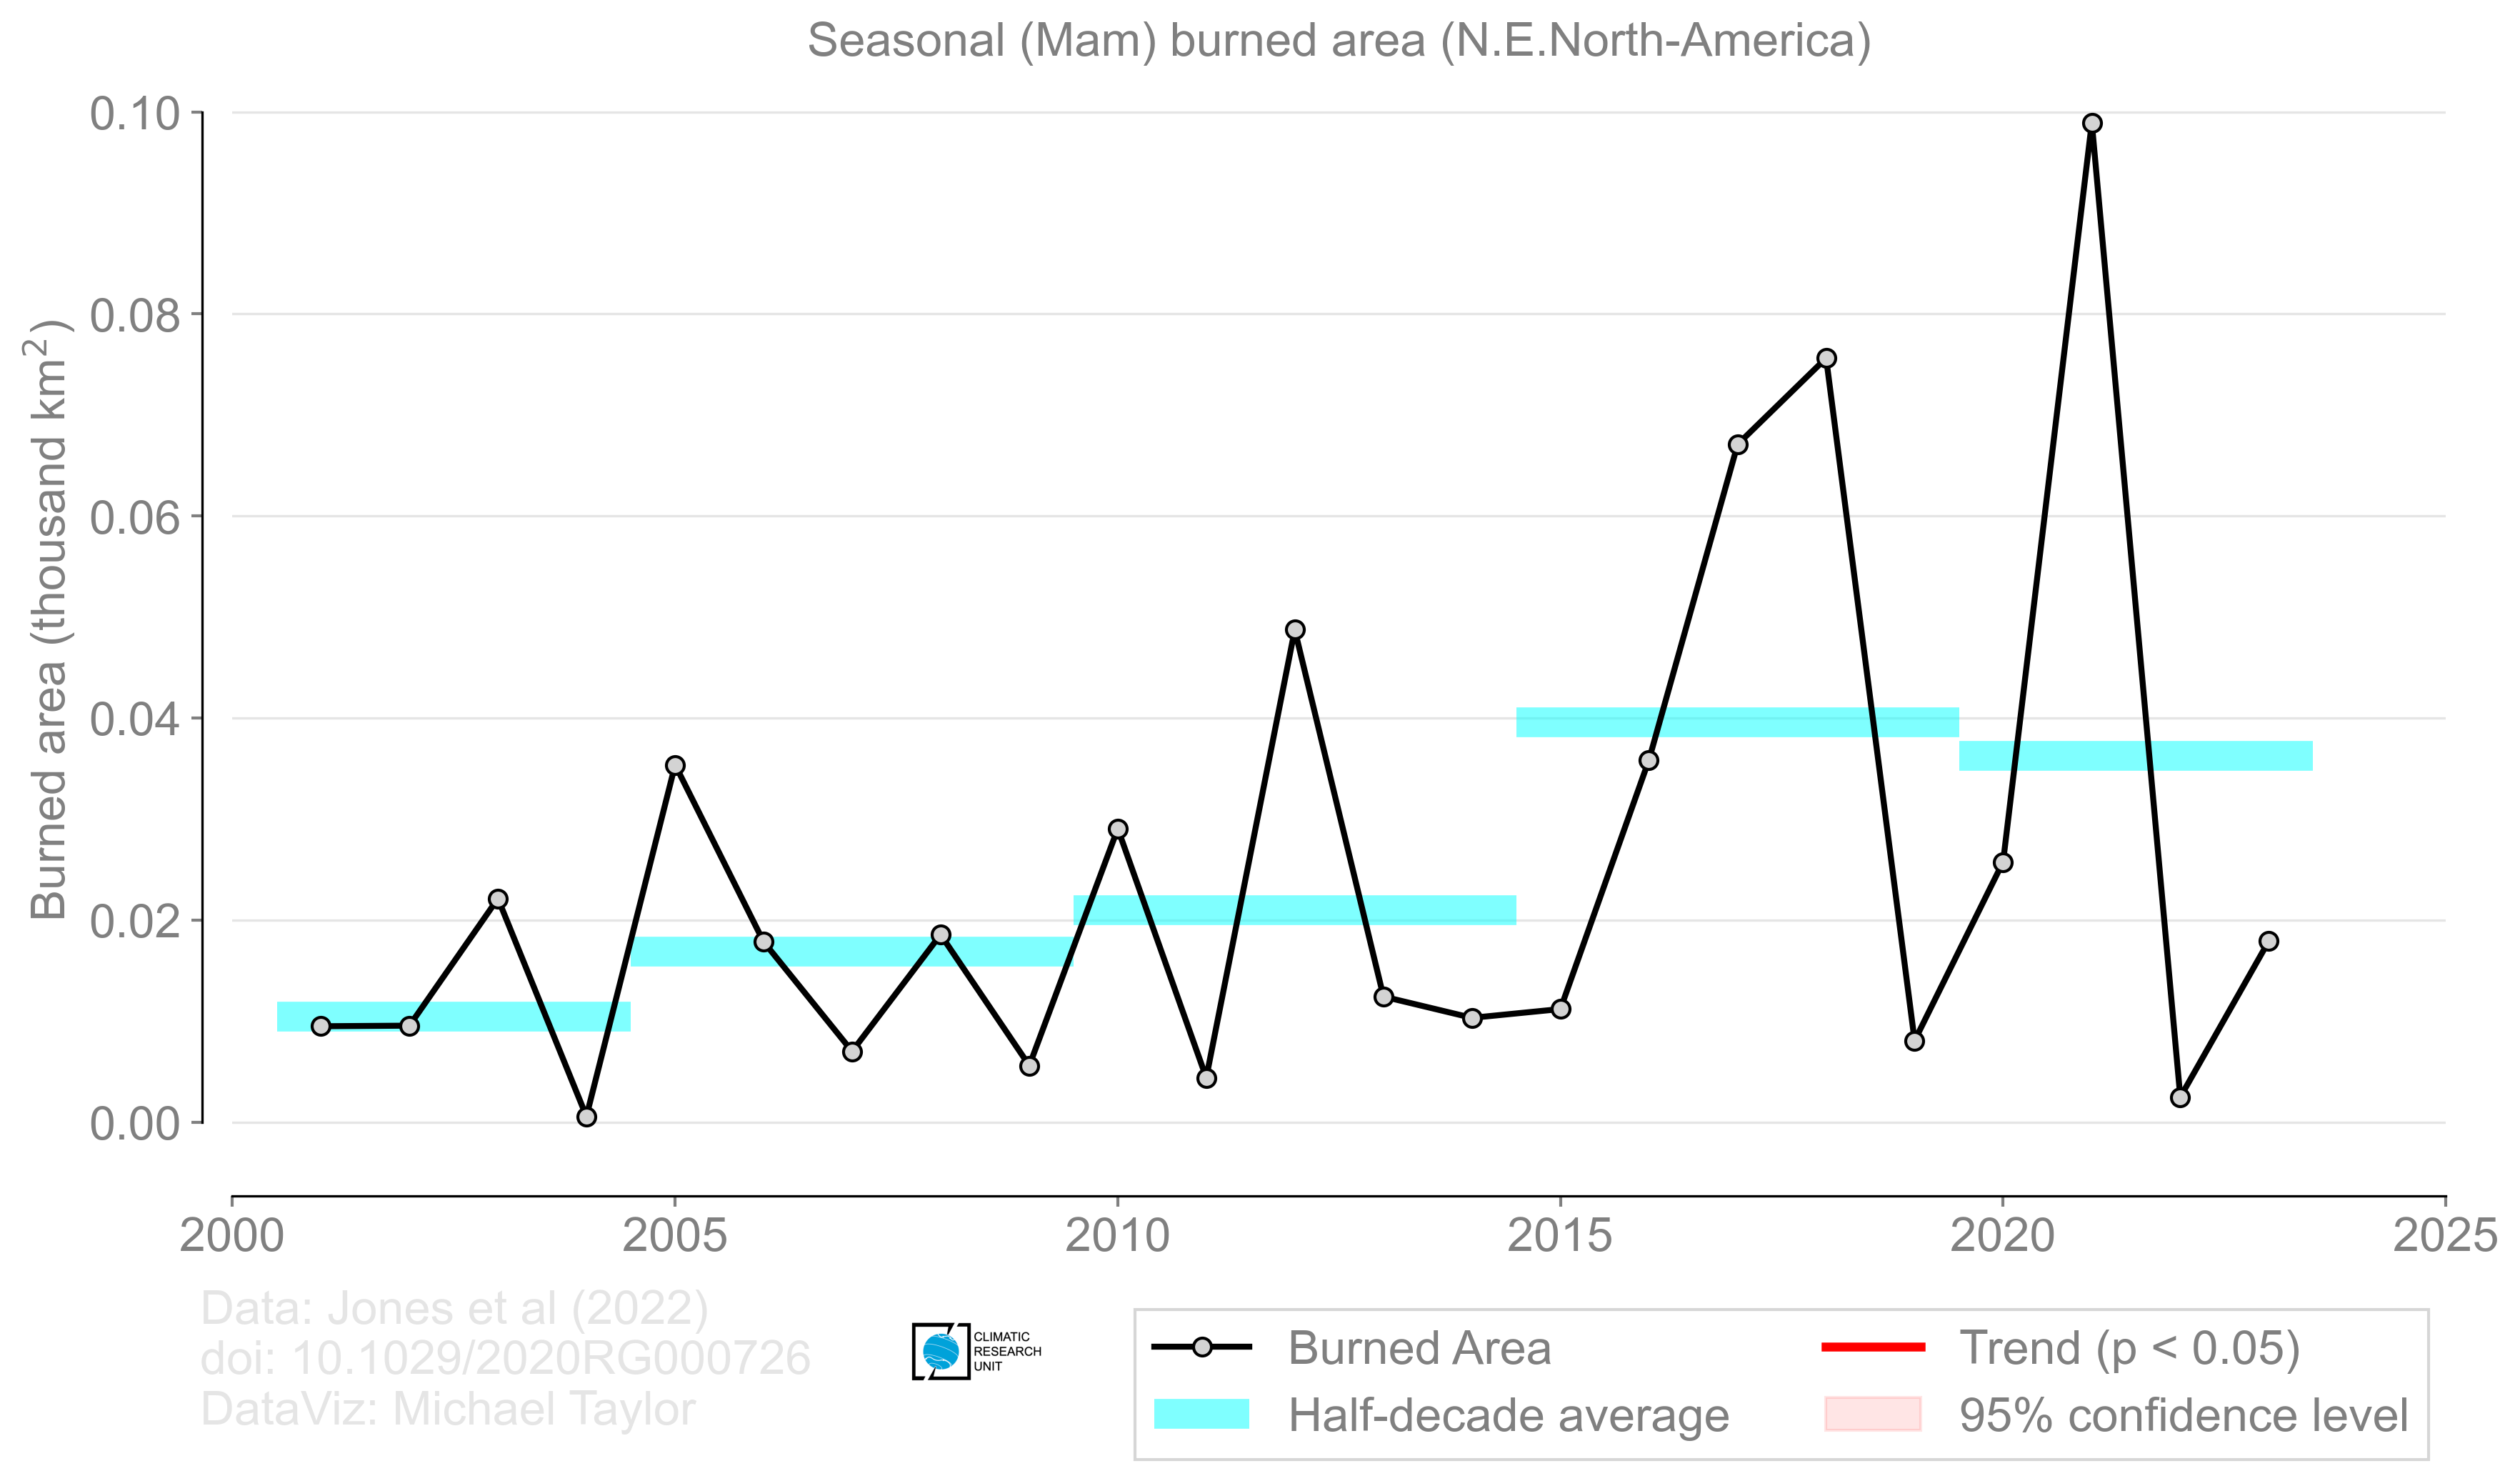 Seasonal (Mam) burned area (N.E.North-America)
Burned area (thousand km²)
0.10
0.08
0.06
0.04
0.02
0.00
2000 2005 2010 2015 2020 2025
Data: Jones et al (2022)
doi: 10.1029/2020RG000726
DataViz: Michael Taylor
CLIMATIC
RESEARCH
UNIT
Burned Area
Half-decade average
Trend (p < 0.05)
95% confidence level